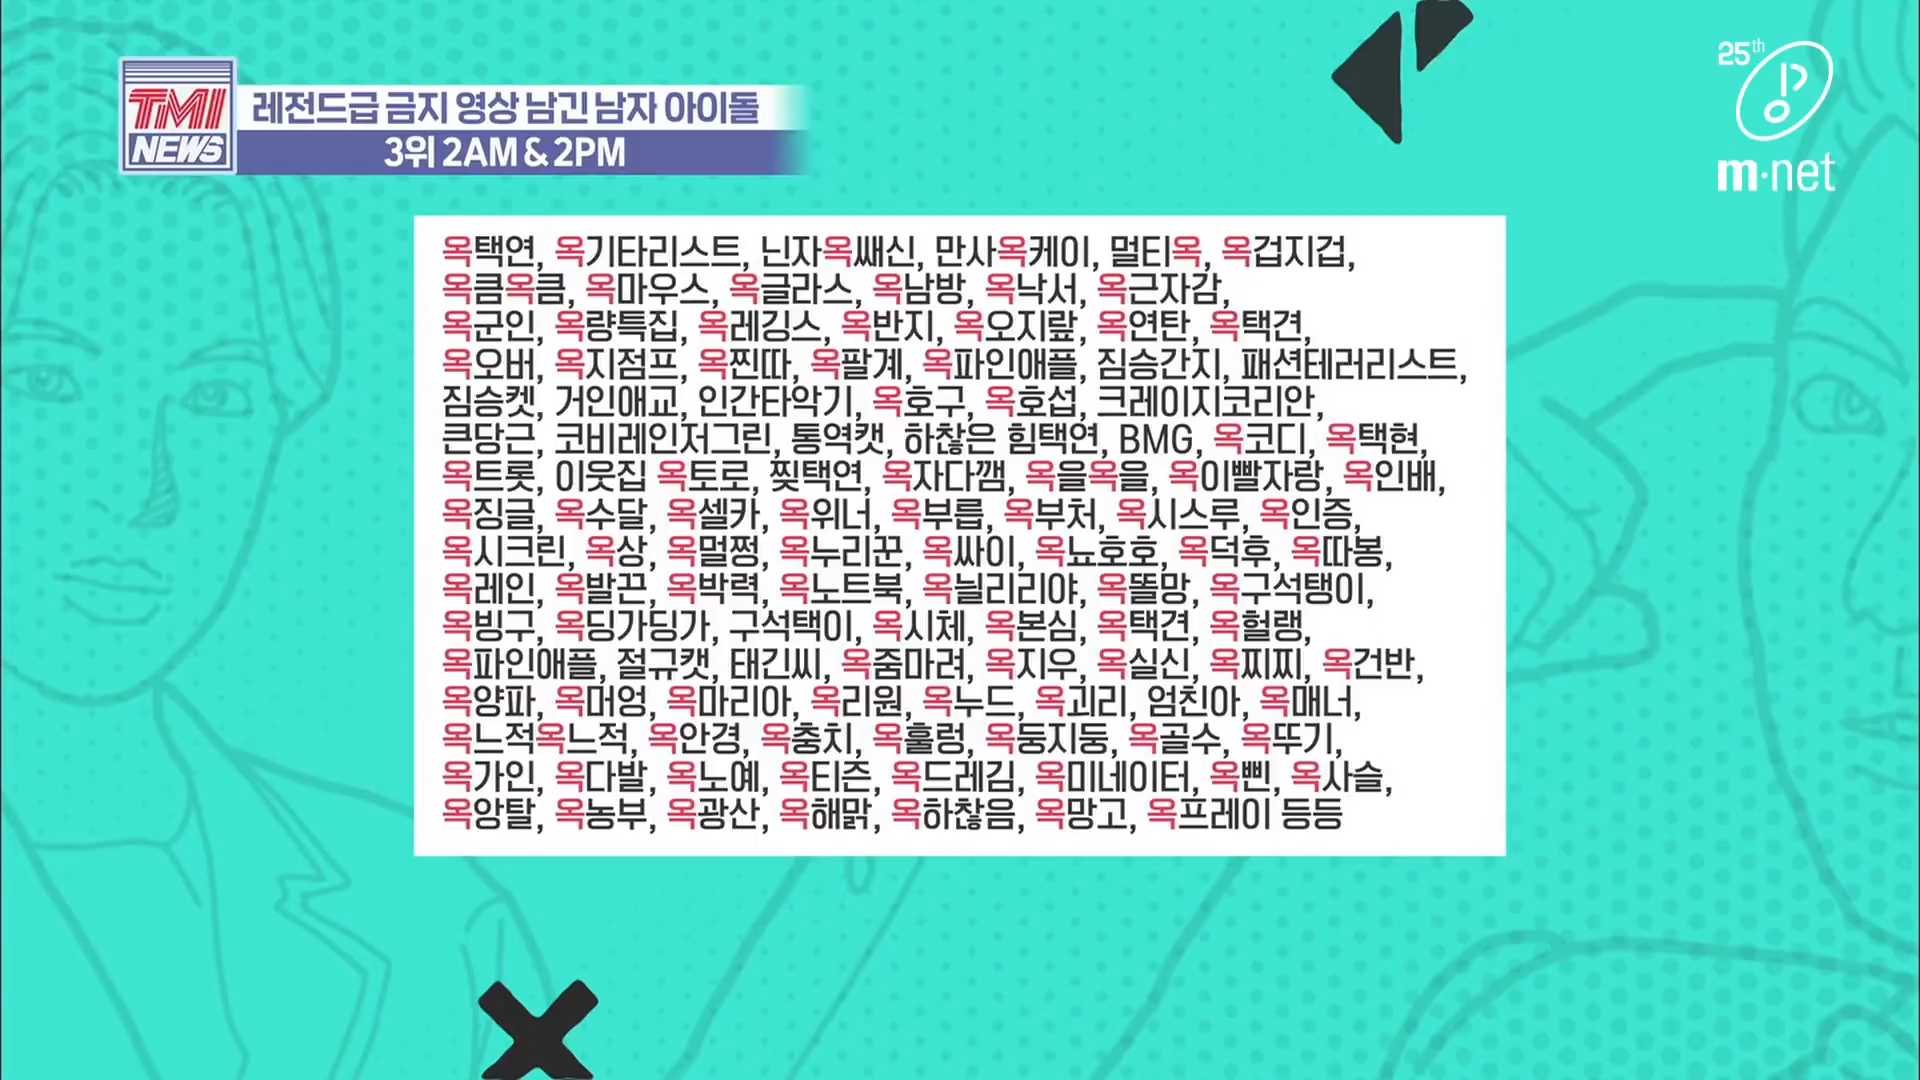 TMI
NEWS
레전드급 금지 영상 남긴 남자 아이돌
3위 2AM & 2PM
25th
m·net
옥택연, 옥기타리스트, 닌자옥쌔신, 만사옥케이, 멀티옥, 옥겁지겁,
옥큼옥큼, 옥마우스, 옥글라스, 옥남방, 옥낙서, 옥근자감,
옥군인, 옥량특집, 옥레깅스, 옥반지, 옥오지랖, 옥연탄, 옥택견,
옥오버, 옥지점프, 옥찐따, 옥팔계, 옥파인애플, 짐승간지, 패션테러리스트,
짐승켓, 거인애교, 인간타악기, 옥호구, 옥호섭, 크레이지코리안,
큰당근, 코비레인저그린, 통역캣, 하찮은 힘택연, BMG, 옥코디, 옥택현,
옥트롯, 이웃집 옥토로, 찢택연, 옥자다깸, 옥을옥을, 옥이빨자랑, 옥인배,
옥징글, 옥수달, 옥셀카, 옥위너, 옥부릅, 옥부처, 옥시스루, 옥인증,
옥시크린, 옥상, 옥멀쩡, 옥누리꾼, 옥싸이, 옥뇨호호, 옥덕후, 옥따봉,
옥레인, 옥발끈, 옥박력, 옥노트북, 옥늴리리야, 옥똘망, 옥구석탱이,
옥빙구, 옥딩가딩가, 구석택이, 옥시체, 옥본심, 옥택견, 옥헐랭,
옥파인애플, 절규캣, 태긴씨, 옥줌마려, 옥지우, 옥실신, 옥찌찌, 옥건반,
옥양파, 옥머엉, 옥마리아, 옥리원, 옥누드, 옥괴리, 엄친아, 옥매너,
옥느적옥느적, 옥안경, 옥충치, 옥훌렁, 옥둥지둥, 옥골수, 옥뚜기,
옥가인, 옥다발, 옥노예, 옥티즌, 옥드레김, 옥미네이터, 옥삔, 옥사슬,
옥앙탈, 옥농부, 옥광산, 옥해맑, 옥하찮음, 옥망고, 옥프레이 등등